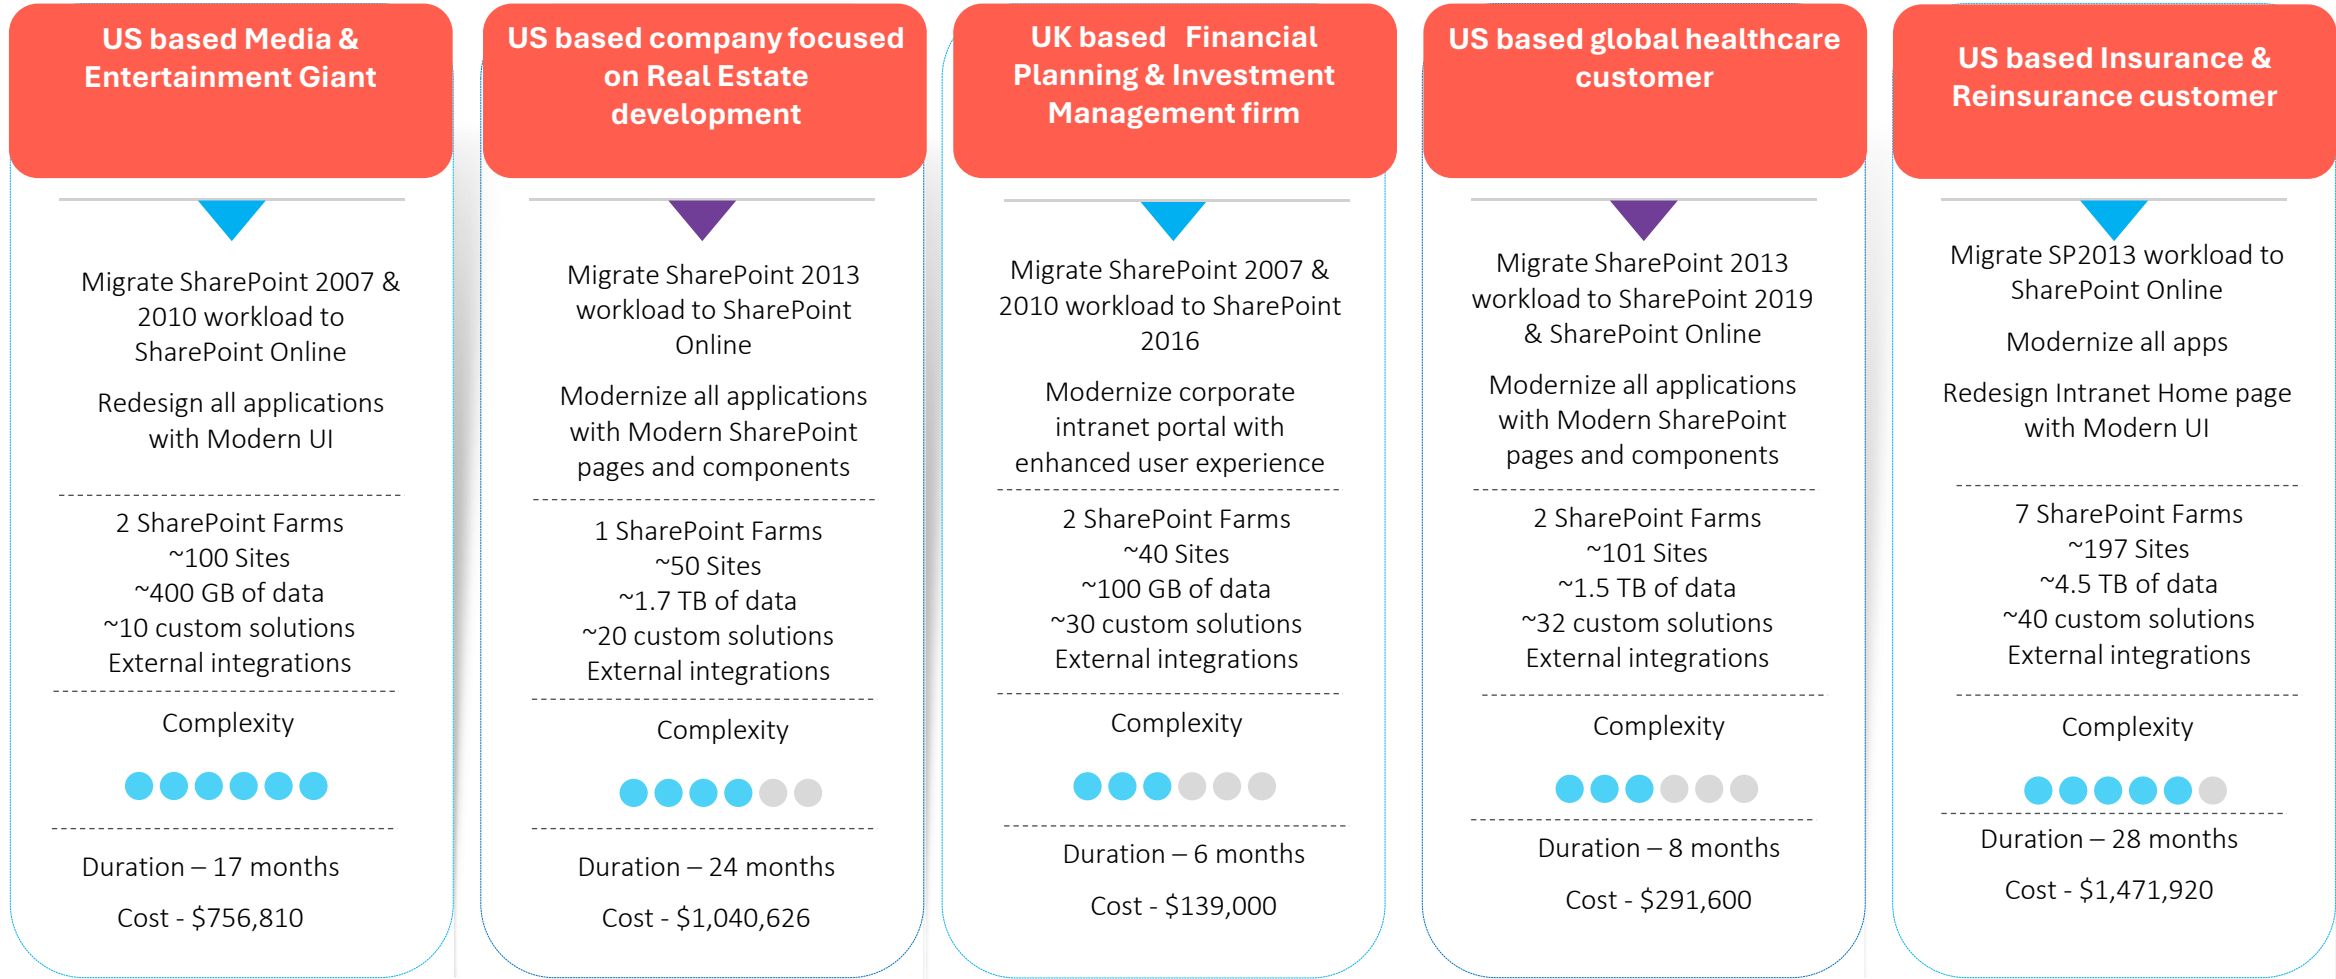 US based Media &
Entertainment Giant
Migrate SharePoint 2007 &
2010 workload to
SharePoint Online
Redesign all applications
with Modern UI
2 SharePoint Farms
~100 Sites
~400 GB of data
~10 custom solutions
External integrations
Complexity
Duration – 17 months
Cost - $756,810
US based company focused
on Real Estate
development
Migrate SharePoint 2013
workload to SharePoint
Online
Modernize all applications
with Modern SharePoint
pages and components
1 SharePoint Farms
~50 Sites
~1.7 TB of data
~20 custom solutions
External integrations
Complexity
Duration – 24 months
Cost - $1,040,626
UK based Financial
Planning & Investment
Management firm
Migrate SharePoint 2007 &
2010 workload to SharePoint
2016
Modernize corporate
intranet portal with
enhanced user experience
2 SharePoint Farms
~40 Sites
~100 GB of data
~30 custom solutions
External integrations
Complexity
Duration – 6 months
Cost - $139,000
US based global healthcare
customer
Migrate SharePoint 2013
workload to SharePoint 2019
& SharePoint Online
Modernize all applications
with Modern SharePoint
pages and components
2 SharePoint Farms
~101 Sites
~1.5 TB of data
~32 custom solutions
External integrations
Complexity
Duration – 8 months
Cost - $291,600
US based Insurance &
Reinsurance customer
Migrate SP2013 workload to
SharePoint Online
Modernize all apps
Redesign Intranet Home page
with Modern UI
7 SharePoint Farms
~197 Sites
~4.5 TB of data
~40 custom solutions
External integrations
Complexity
Duration – 28 months
Cost - $1,471,920